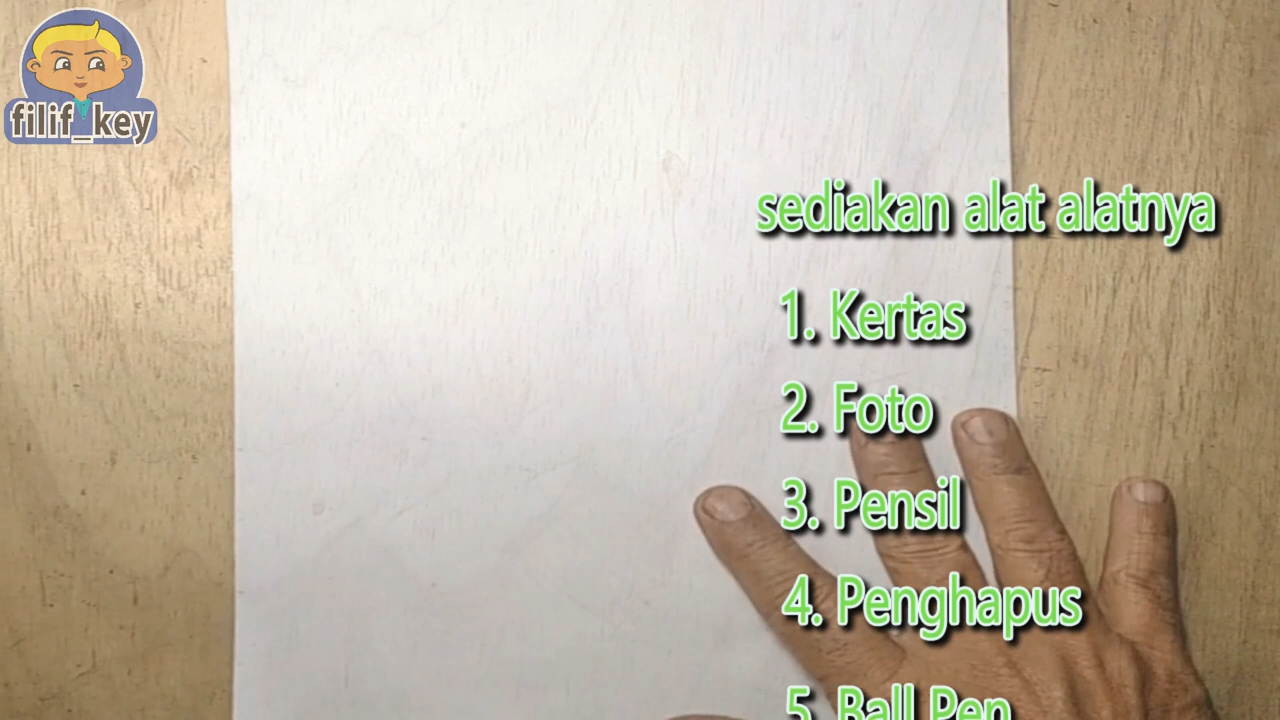 filif_key
sediakan alat alatnya
1. Kertas
2. Foto
3. Pensil
4. Penghapus
5. Ball Pen